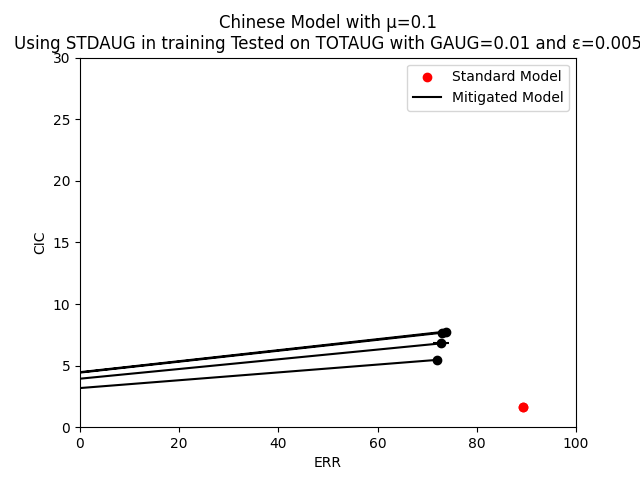 Chinese Model with μ=0.1
Using STDAUG in training Tested on TOTAUG with GAUG=0.01 and ε=0.005
Standard Model
Mitigated Model
CIC
30
25
20
15
10
5
0
0 20 40 60 80 100
ERR